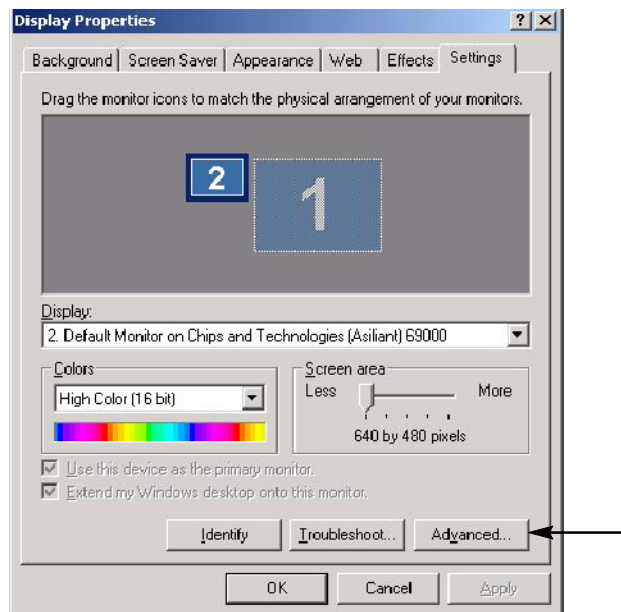 Display Properties
Background Screen Saver Appearance Web Effects Settings
Drag the monitor icons to match the physical arrangement of your monitors.
2
1
Display:
2. Default Monitor on Chips and Technologies (Asiliant) 69000
Colors
Screen area
High Color (16 bit)
Less More
640 by 480 pixels
Use this device as the primary monitor.
Extend my Windows desktop onto this monitor.
Identify Troubleshoot... Advanced...
OK Cancel Apply